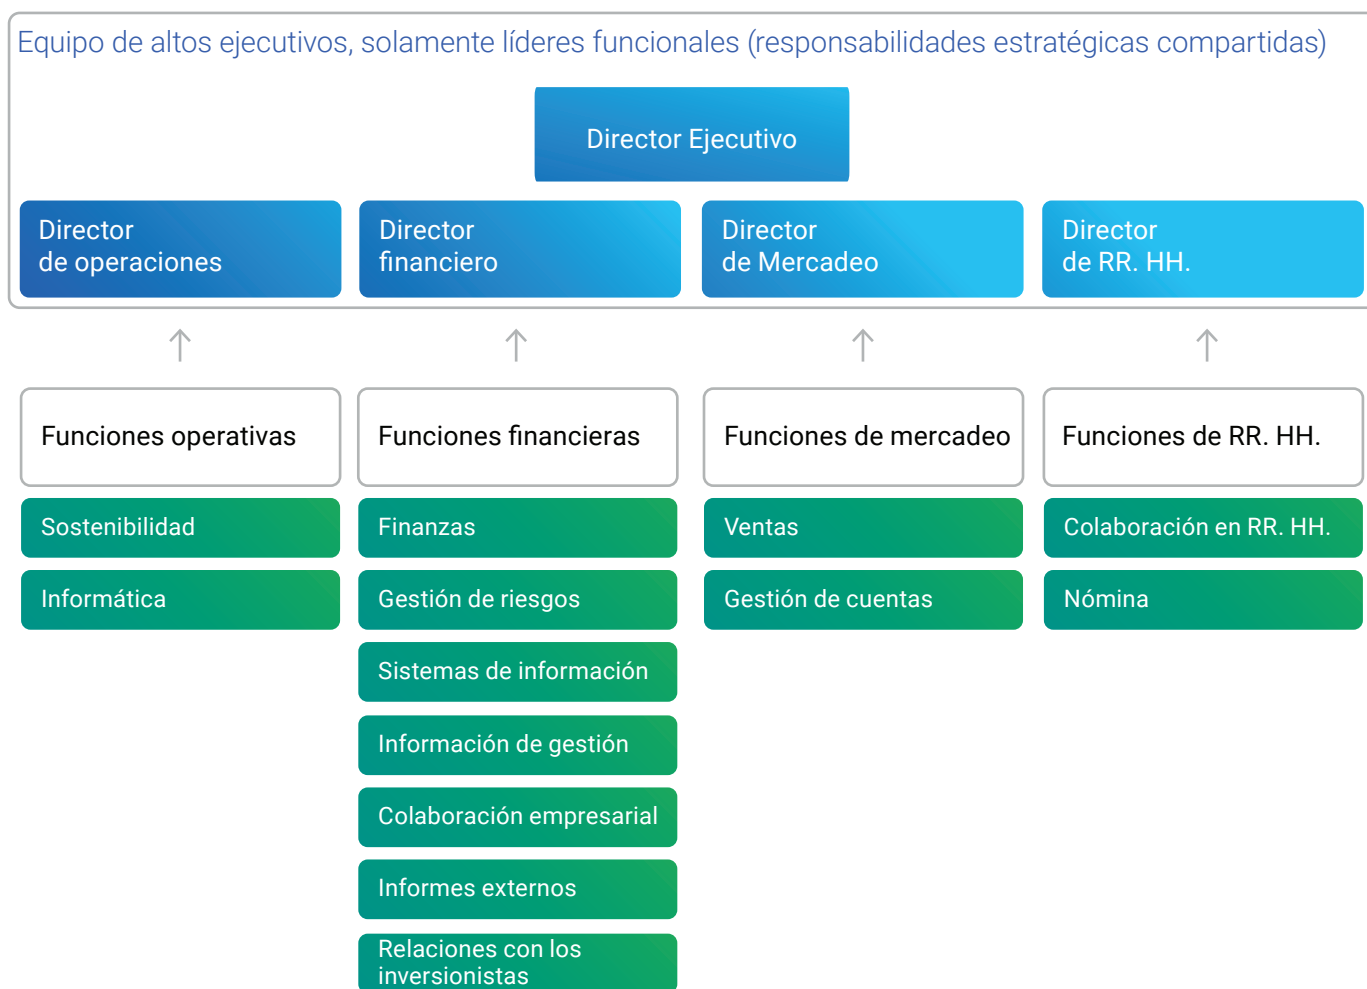 Equipo de altos ejecutivos, solamente líderes funcionales (responsabilidades estratégicas compartidas)
Director Ejecutivo
Director
de operaciones
Director
financiero
Director
de Mercadeo
Director
de RR. HH.
Funciones operativas
Funciones financieras
Funciones de mercadeo
Funciones de RR. HH.
Sostenibilidad
Finanzas
Ventas
Colaboración en RR. HH.
Informática
Gestión de riesgos
Gestión de cuentas
Nómina
Sistemas de información
Información de gestión
Colaboración empresarial
Informes externos
Relaciones con los
inversionistas